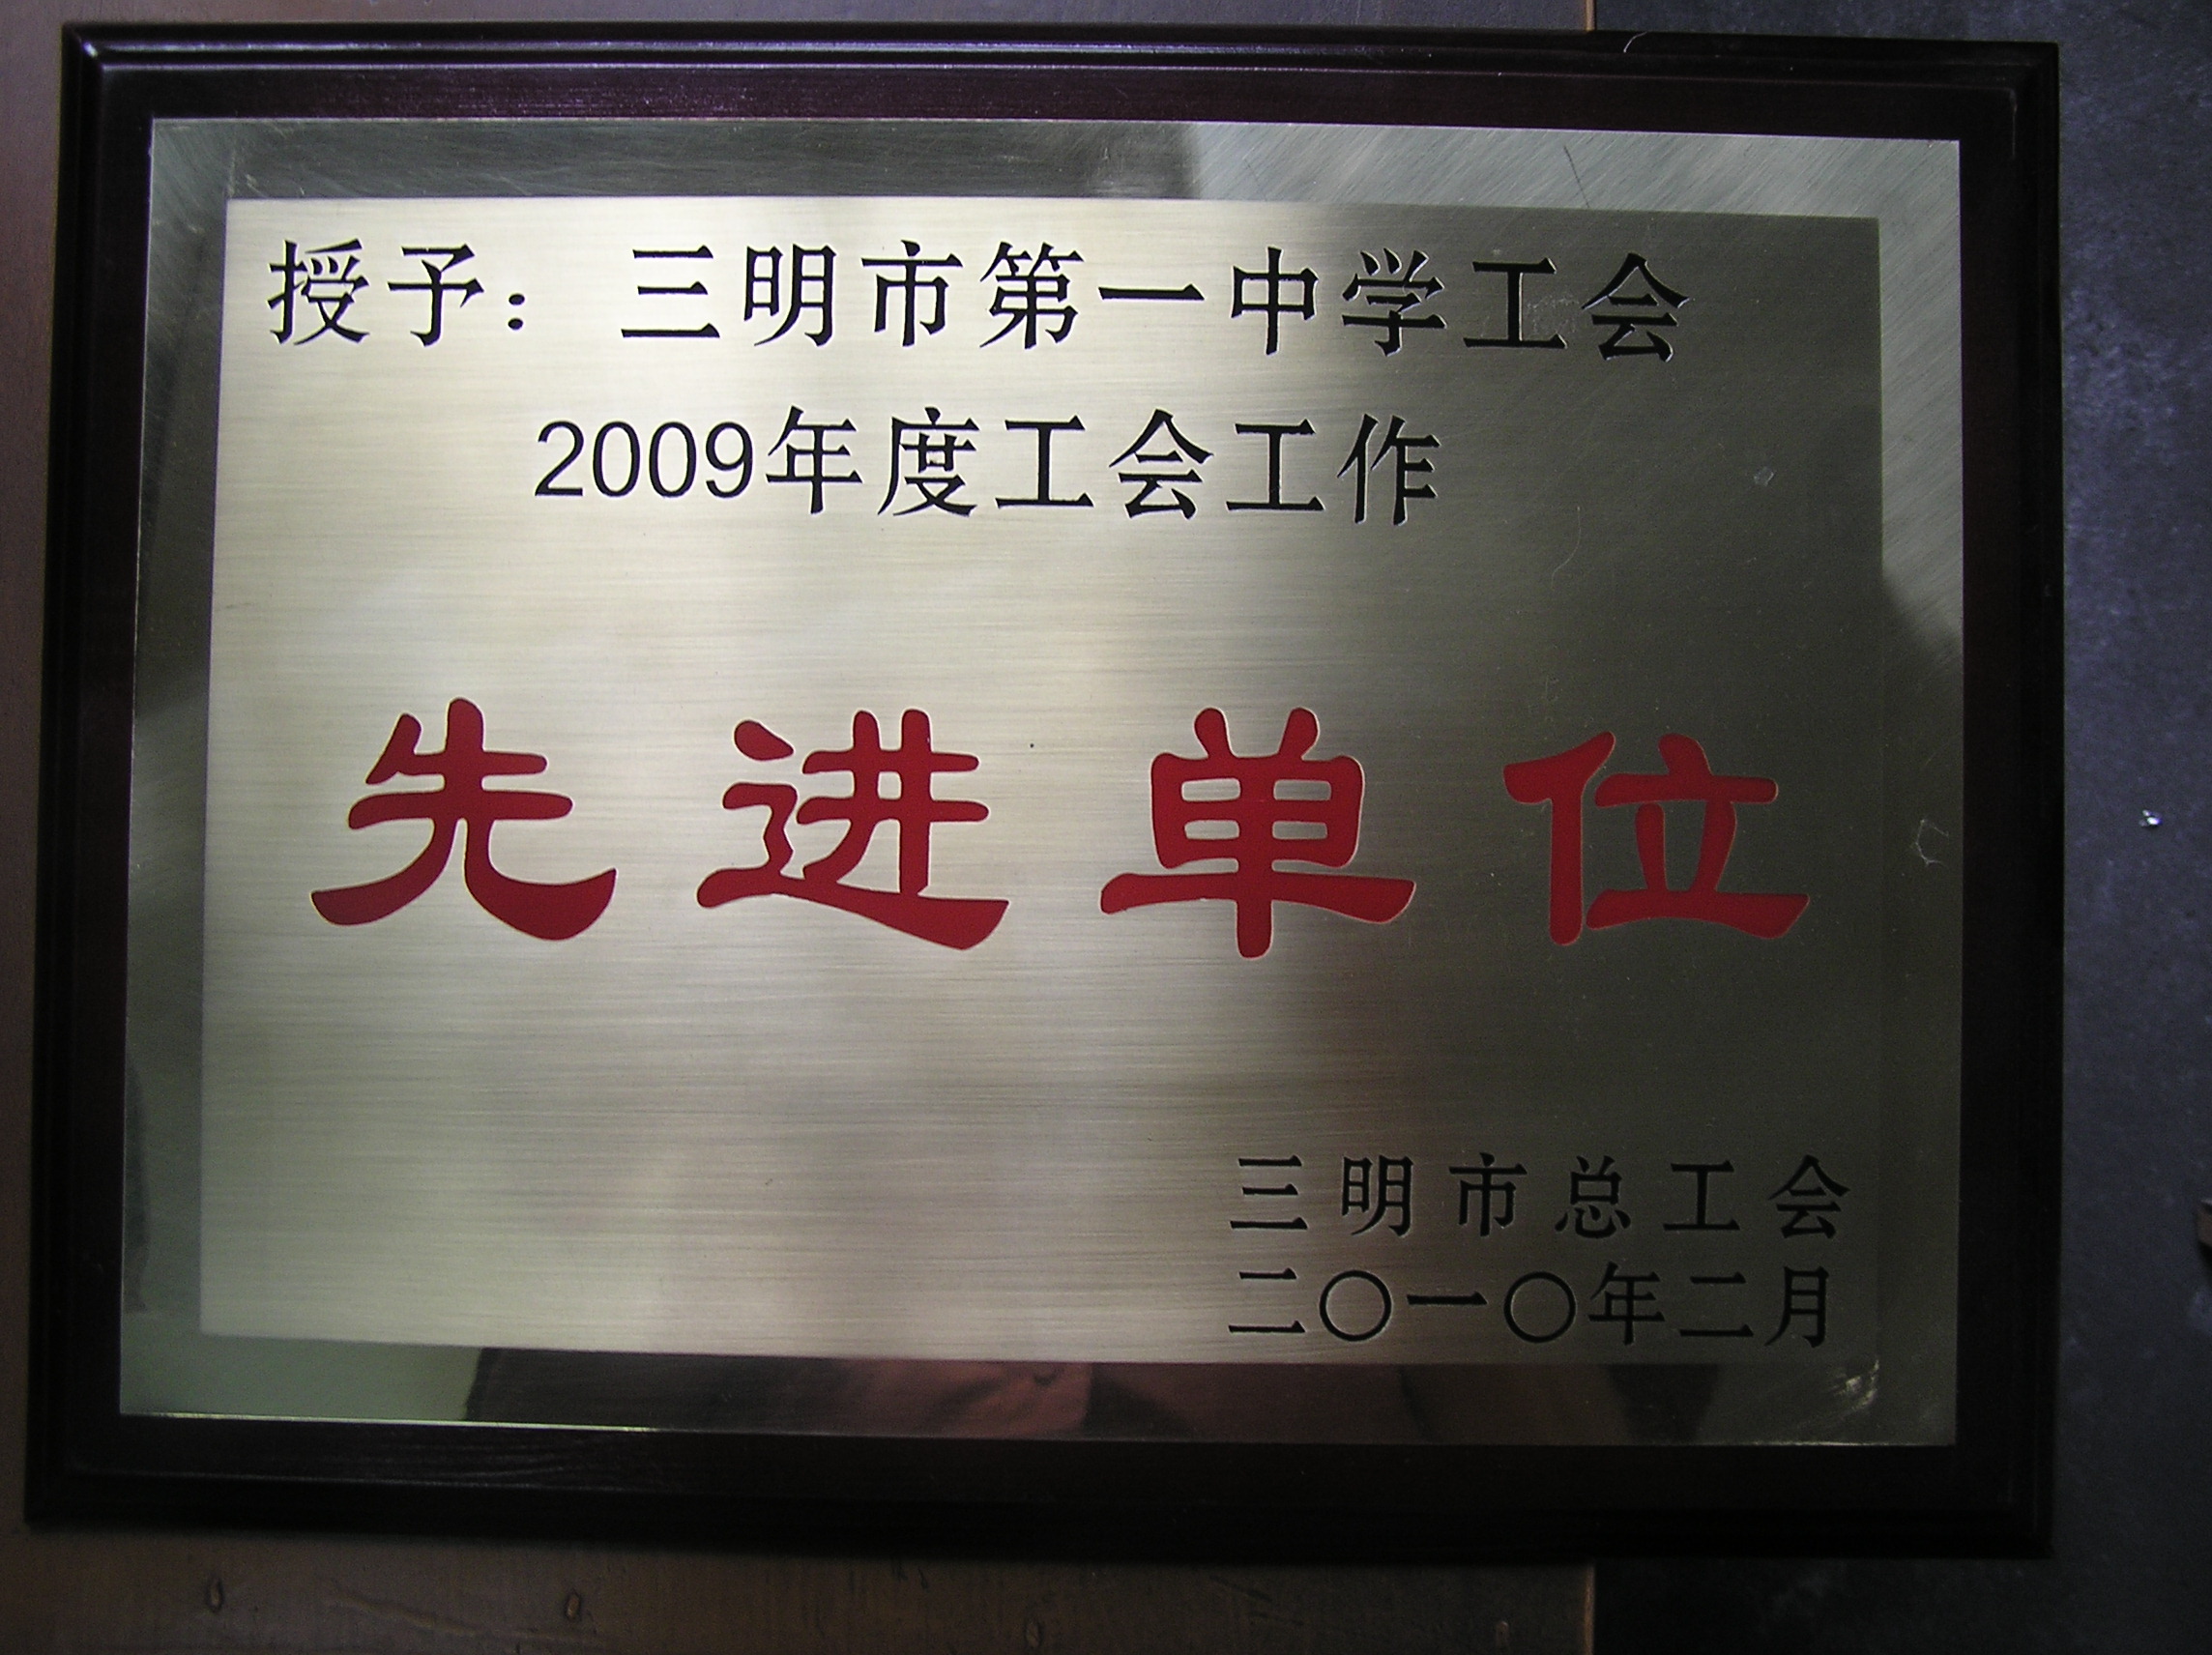 授予：三明市第一中学工会
2009年度工会工作
先进单位
三明市总工会
二〇一〇年二月